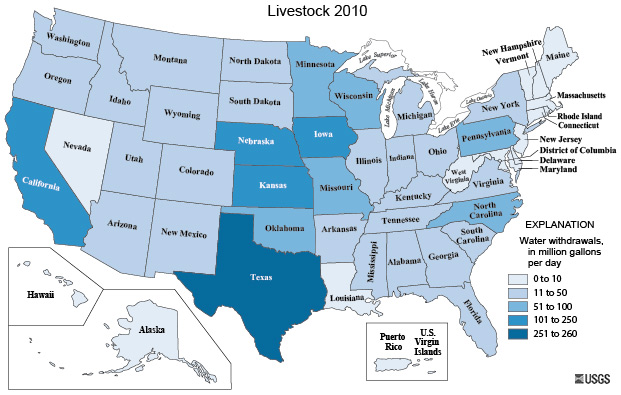 Livestock 2010
Washington
Oregon
California
Nevada
Idaho
Montana
Wyoming
Utah
Colorado
Arizona
New Mexico
North Dakota
South Dakota
Nebraska
Kansas
Oklahoma
Texas
Minnesota
Iowa
Missouri
Arkansas
Louisiana
Wisconsin
Illinois
Indiana
Michigan
Ohio
Kentucky
Tennessee
Mississippi
Alabama
Georgia
Florida
South
Carolina
North
Carolina
Virginia
West
Virginia
Pennsylvania
New York
New Hampshire
Vermont
Maine
Massachusetts
Rhode Island
Connecticut
New Jersey
District of Columbia
Delaware
Maryland
Lake Superior
Lake Michigan
Lake Huron
Lake Erie
Lake Ontario
Hawaii
Alaska
Puerto
Rico
U.S.
Virgin
Islands
EXPLANATION
Water withdrawals,
in million gallons
per day
0 to 10
11 to 50
51 to 100
101 to 250
251 to 260
USGS